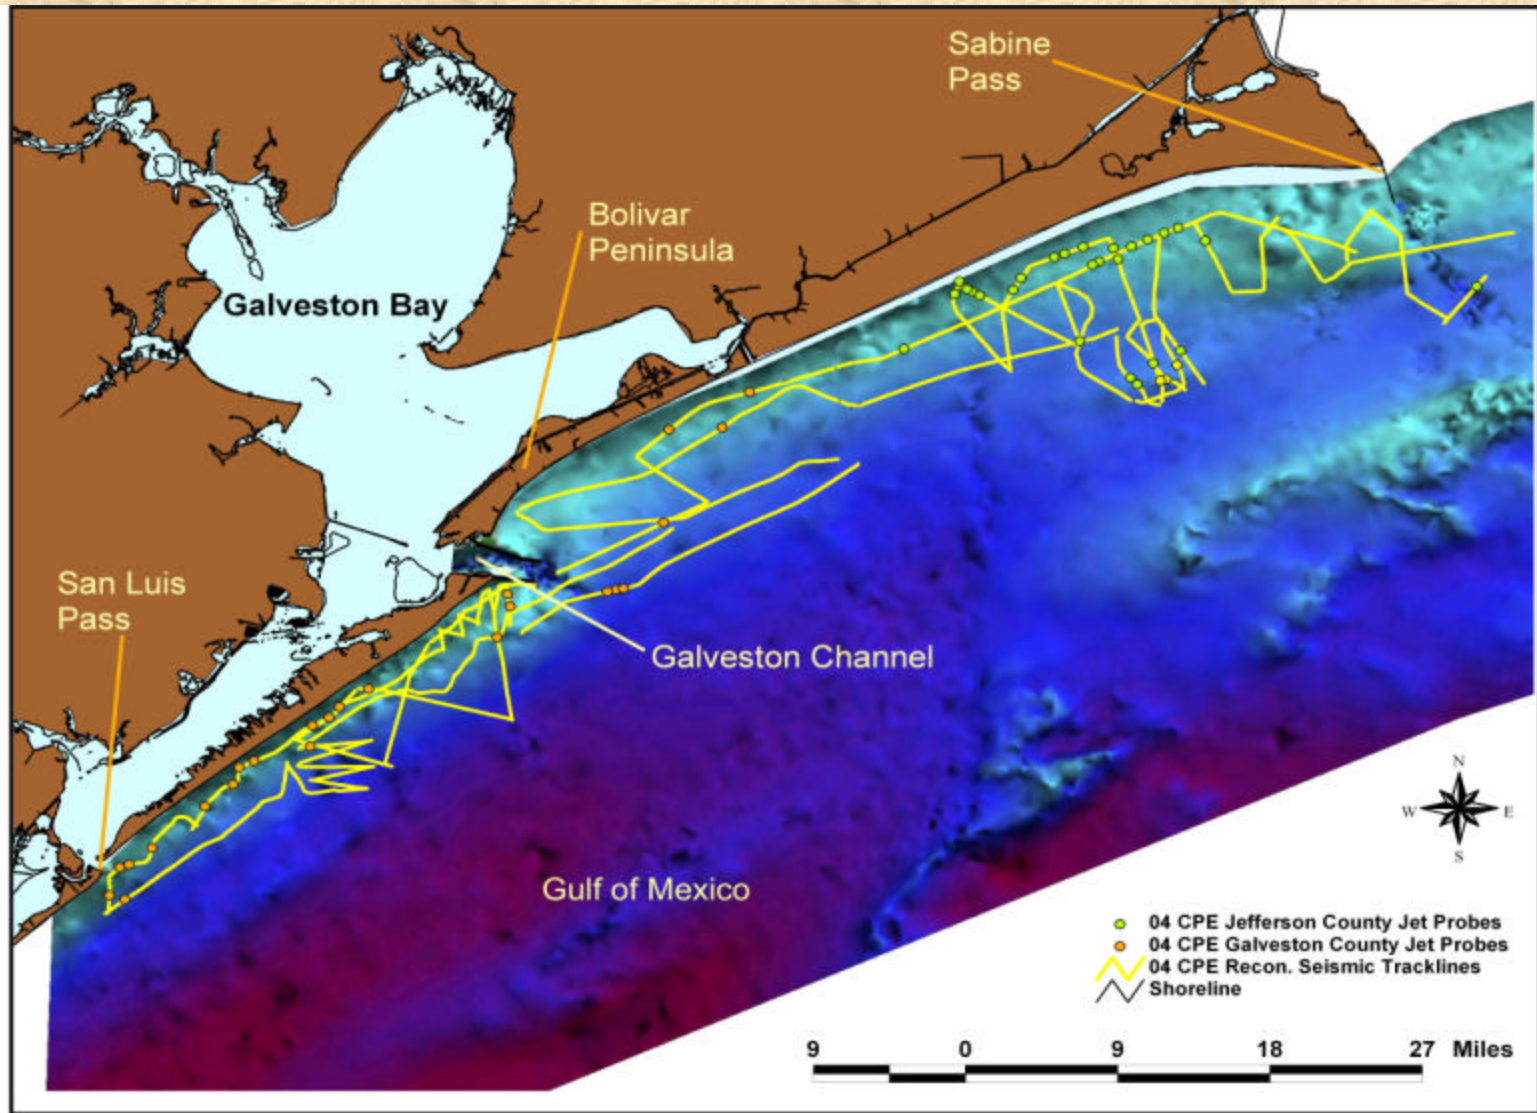 Sabine
Pass
Bolivar
Peninsula
Galveston Bay
San Luis
Pass
Galveston Channel
Gulf of Mexico
N
W
E
S
04 CPE Jefferson County Jet Probes
04 CPE Galveston County Jet Probes
04 CPE Recon. Seismic Tracklines
Shoreline
9 0 9 18 27 Miles